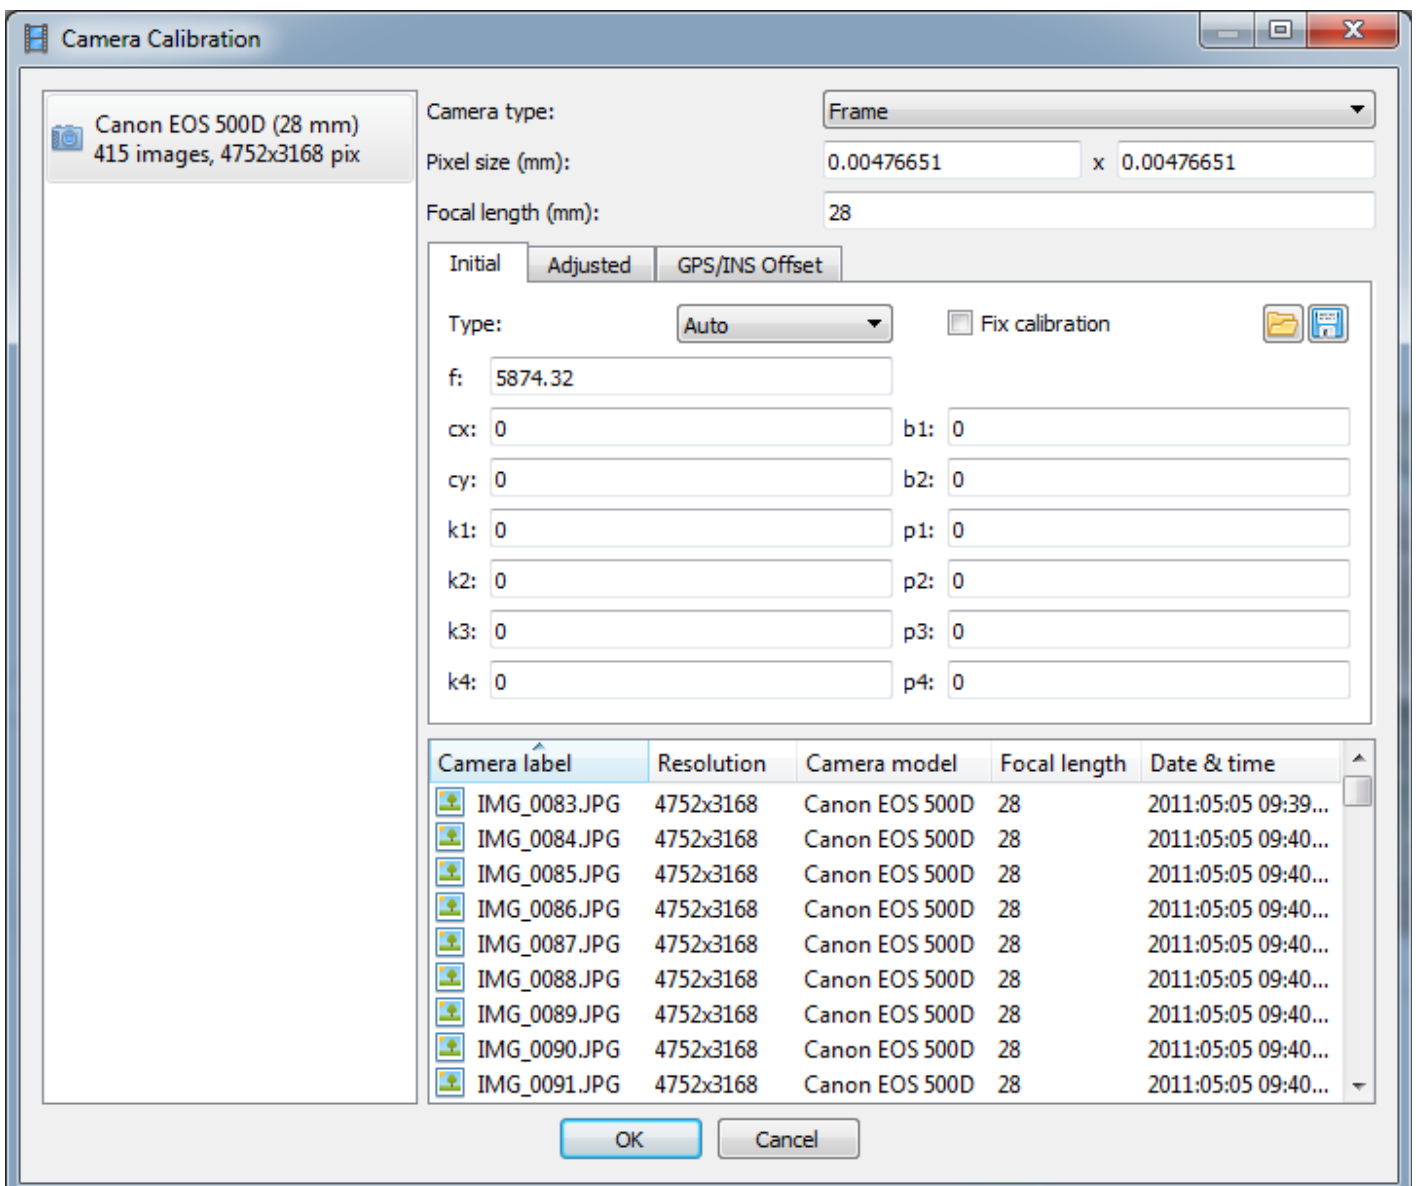 Camera Calibration
Canon EOS 500D (28 mm)
415 images, 4752x3168 pix
Camera type: Frame
Pixel size (mm): 0.00476651 x 0.00476651
Focal length (mm): 28
Initial Adjusted GPS/INS Offset
Type: Auto Fix calibration
f: 5874.32
cx: 0 b1: 0
cy: 0 b2: 0
k1: 0 p1: 0
k2: 0 p2: 0
k3: 0 p3: 0
k4: 0 p4: 0
Camera label Resolution Camera model Focal length Date & time
IMG_0083.JPG 4752x3168 Canon EOS 500D 28 2011:05:05 09:39...
IMG_0084.JPG 4752x3168 Canon EOS 500D 28 2011:05:05 09:40...
IMG_0085.JPG 4752x3168 Canon EOS 500D 28 2011:05:05 09:40...
IMG_0086.JPG 4752x3168 Canon EOS 500D 28 2011:05:05 09:40...
IMG_0087.JPG 4752x3168 Canon EOS 500D 28 2011:05:05 09:40...
IMG_0088.JPG 4752x3168 Canon EOS 500D 28 2011:05:05 09:40...
IMG_0089.JPG 4752x3168 Canon EOS 500D 28 2011:05:05 09:40...
IMG_0090.JPG 4752x3168 Canon EOS 500D 28 2011:05:05 09:40...
IMG_0091.JPG 4752x3168 Canon EOS 500D 28 2011:05:05 09:40...
OK Cancel